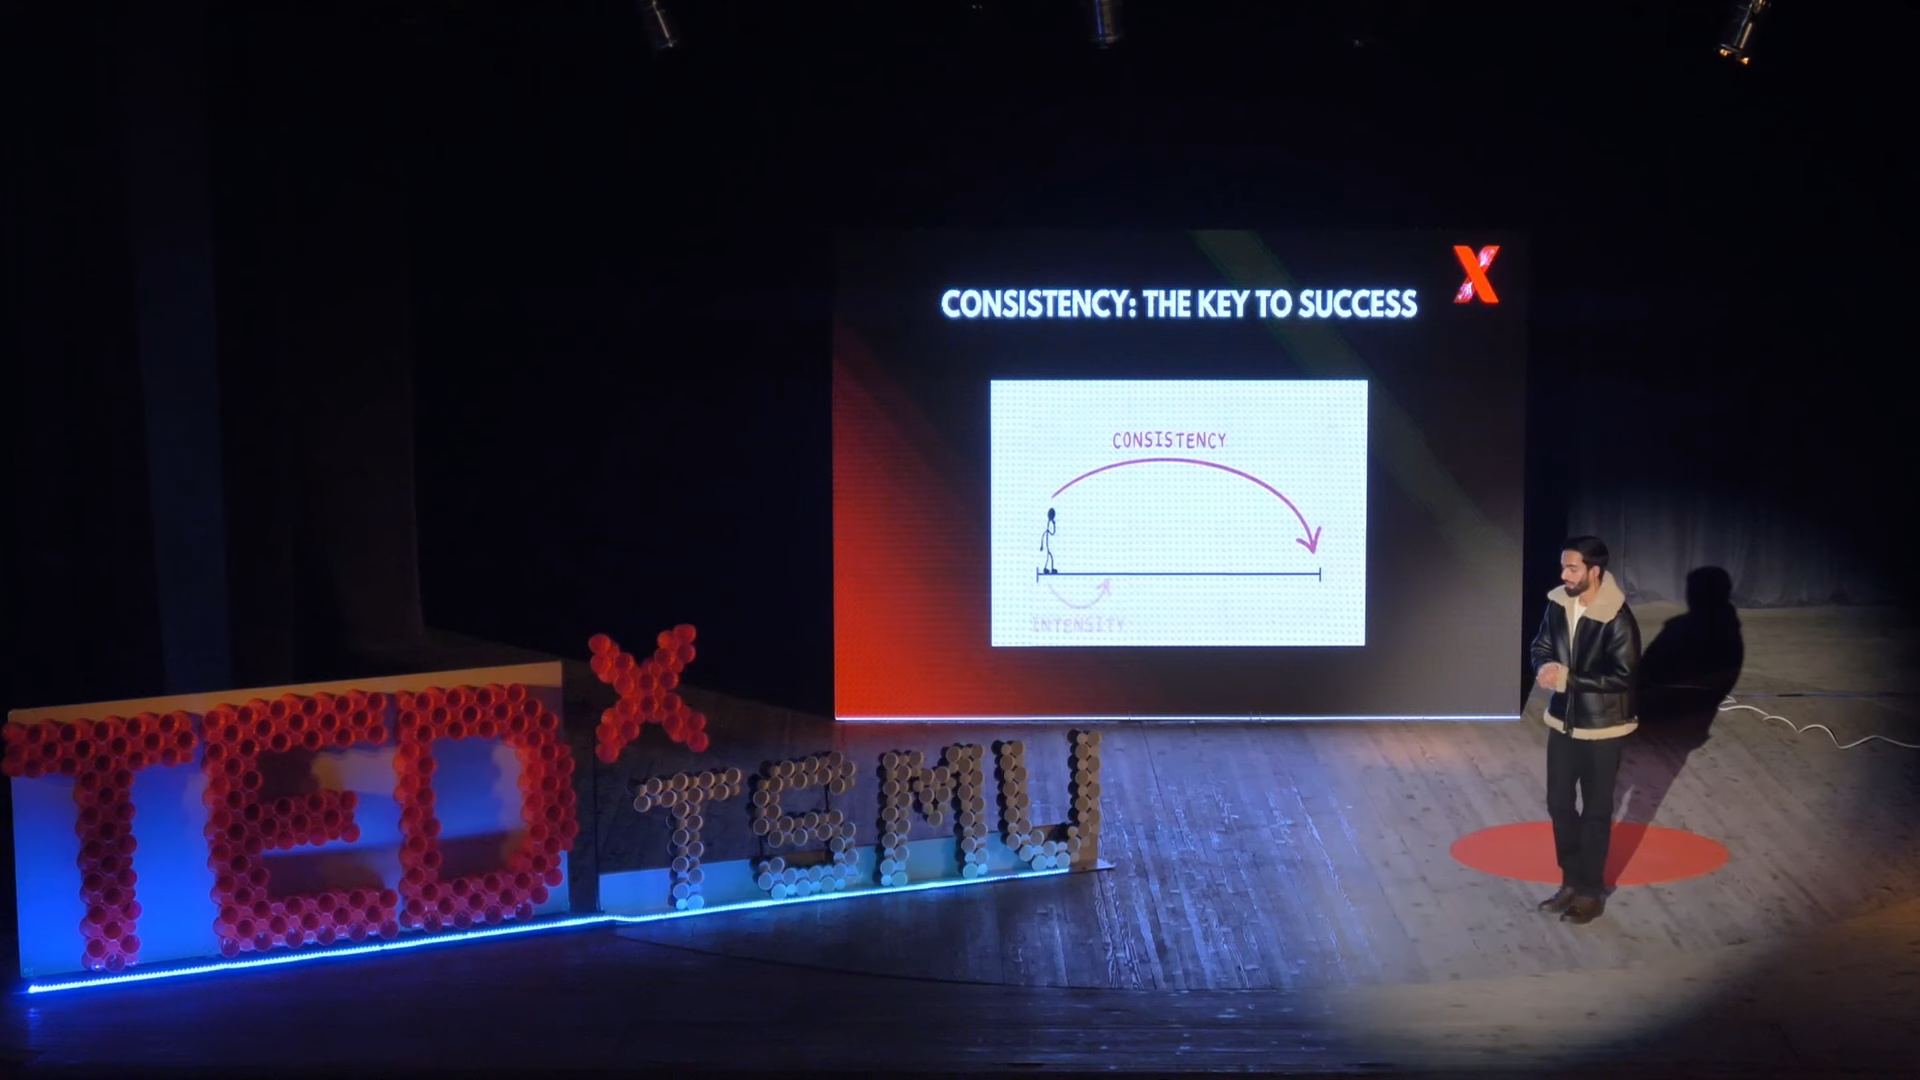 X
CONSISTENCY: THE KEY TO SUCCESS
CONSISTENCY
INTENSITY
TEDx
TSMU